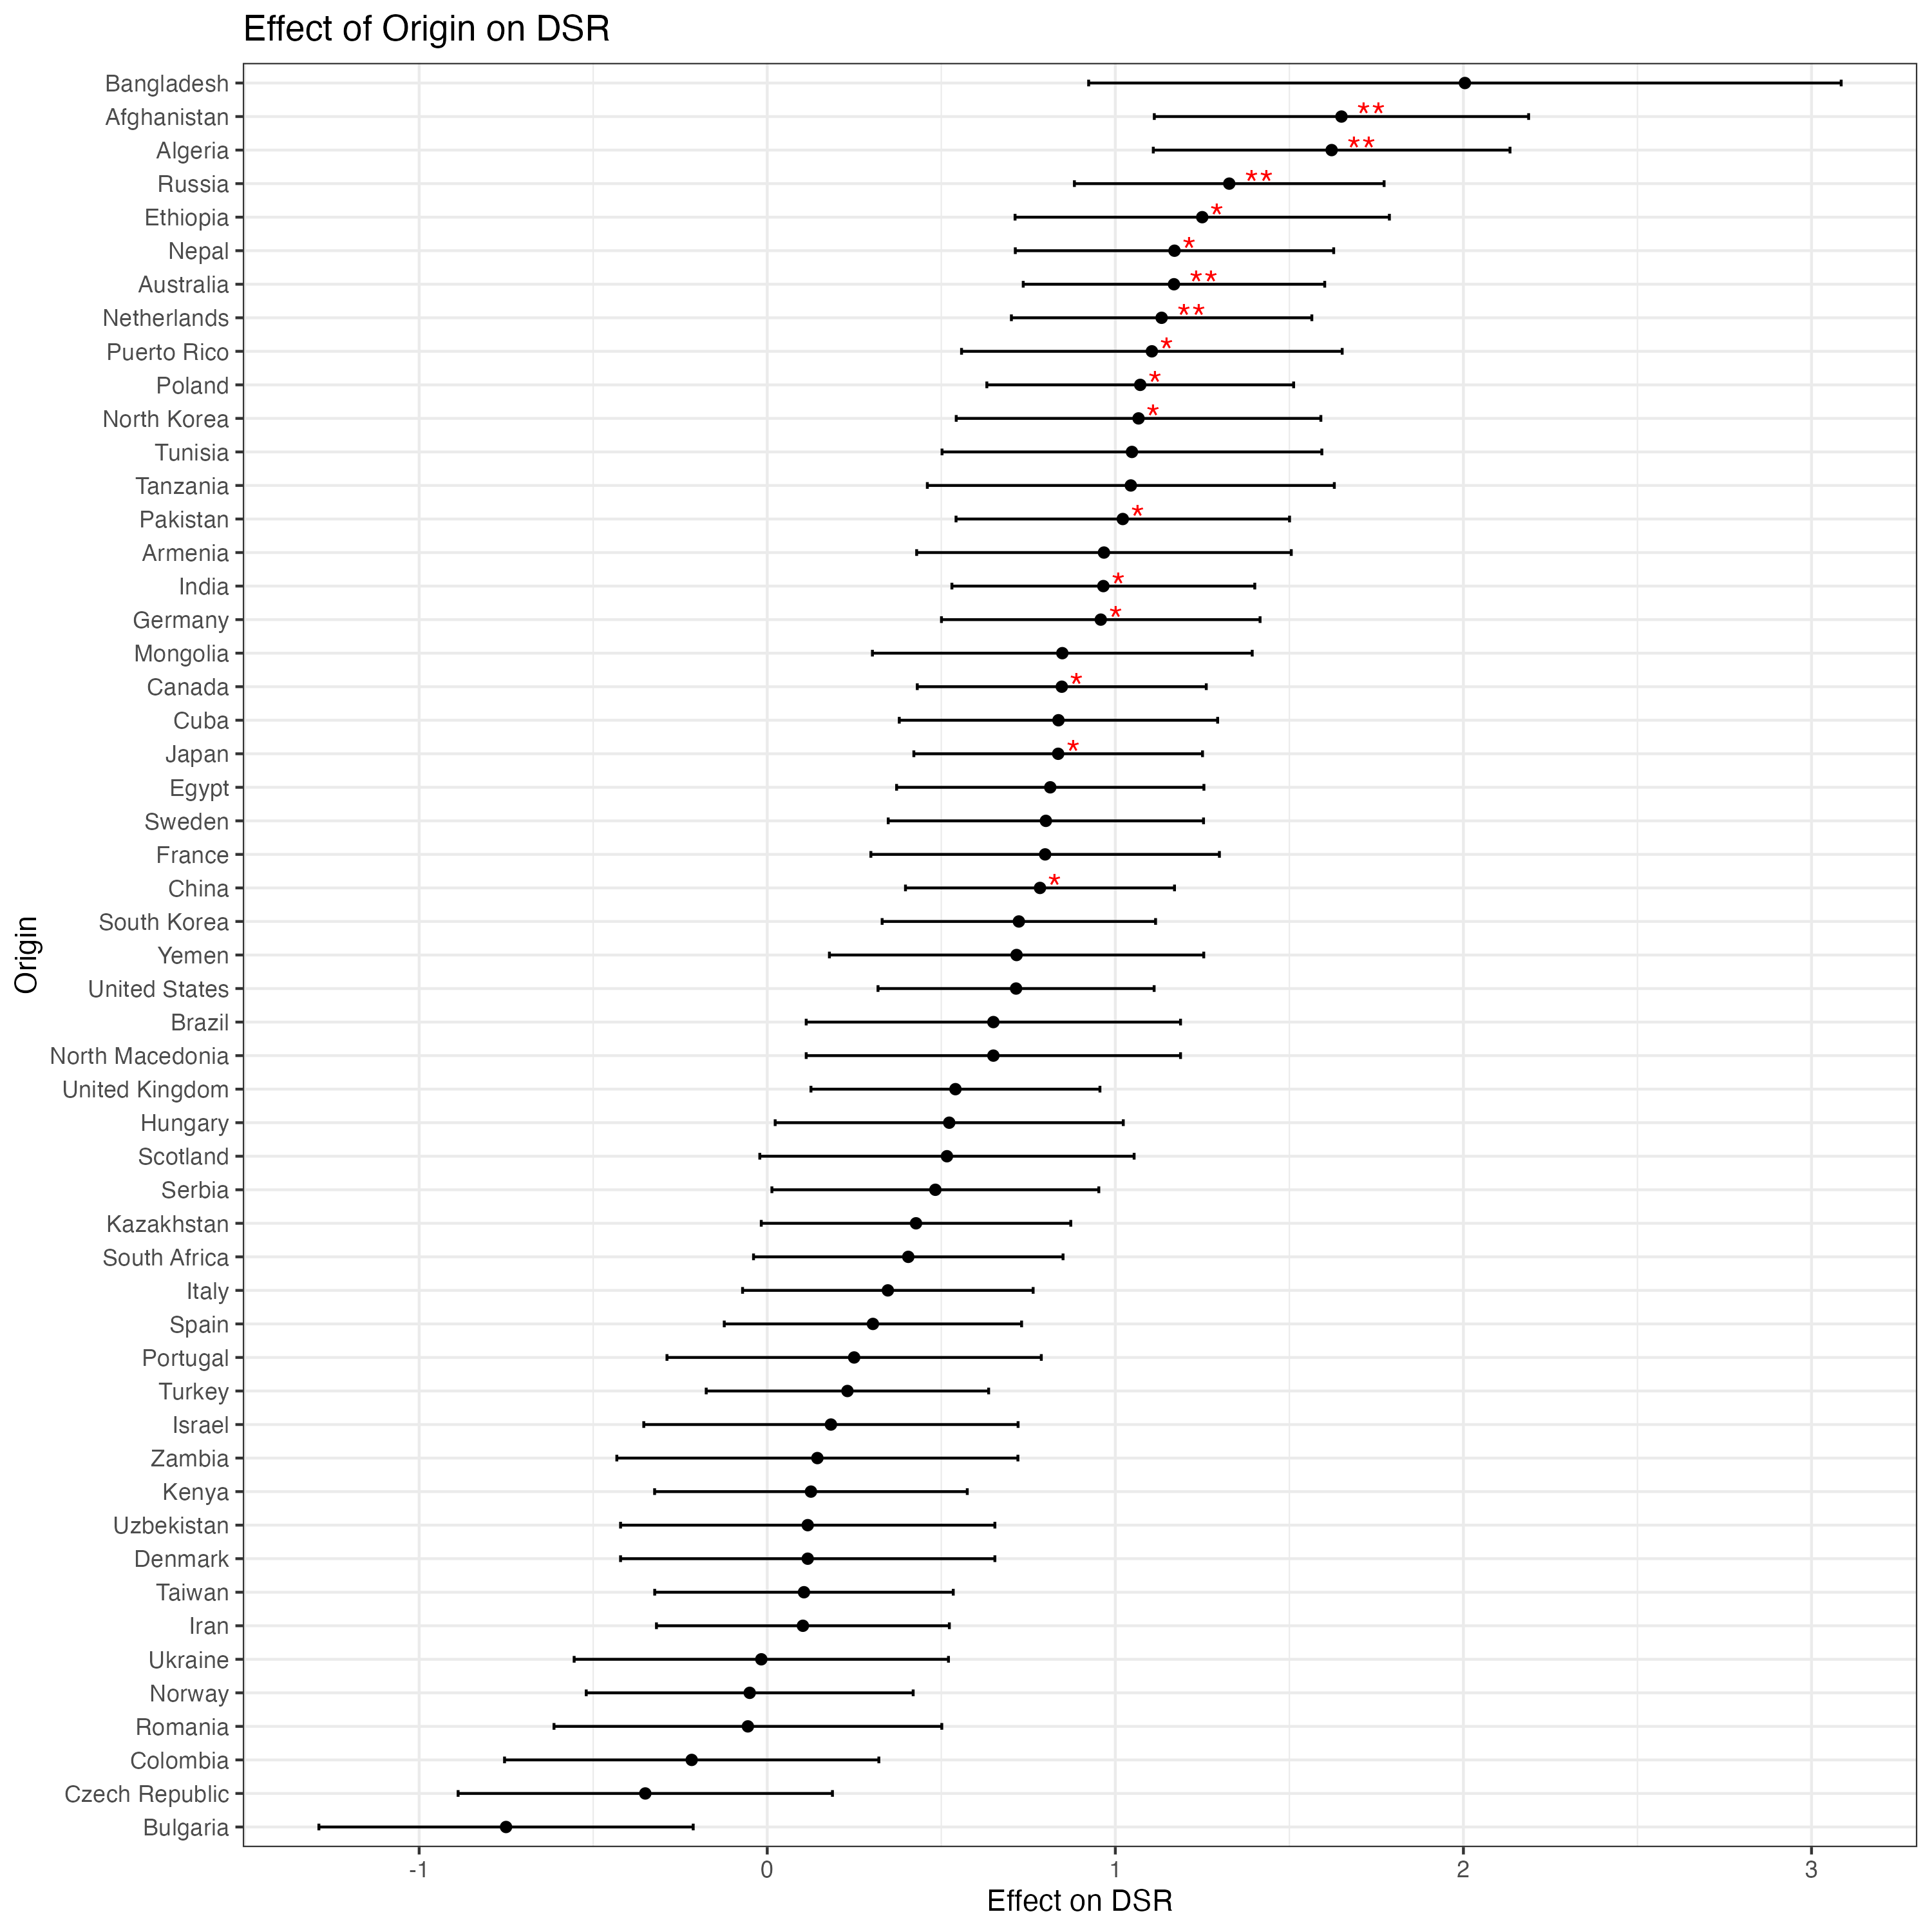 Effect of Origin on DSR
Bangladesh
Afghanistan **
Algeria **
Russia **
Ethiopia *
Nepal *
Australia **
Netherlands **
Puerto Rico *
Poland *
North Korea *
Tunisia
Tanzania
Pakistan *
Armenia
India *
Germany *
Mongolia
Canada *
Cuba
Japan *
Egypt
Sweden
France
China *
South Korea
Yemen
United States
Brazil
North Macedonia
United Kingdom
Hungary
Scotland
Serbia
Kazakhstan
South Africa
Italy
Spain
Portugal
Turkey
Israel
Zambia
Kenya
Uzbekistan
Denmark
Taiwan
Iran
Ukraine
Norway
Romania
Colombia
Czech Republic
Bulgaria
Origin
-1 0 1 2 3
Effect on DSR